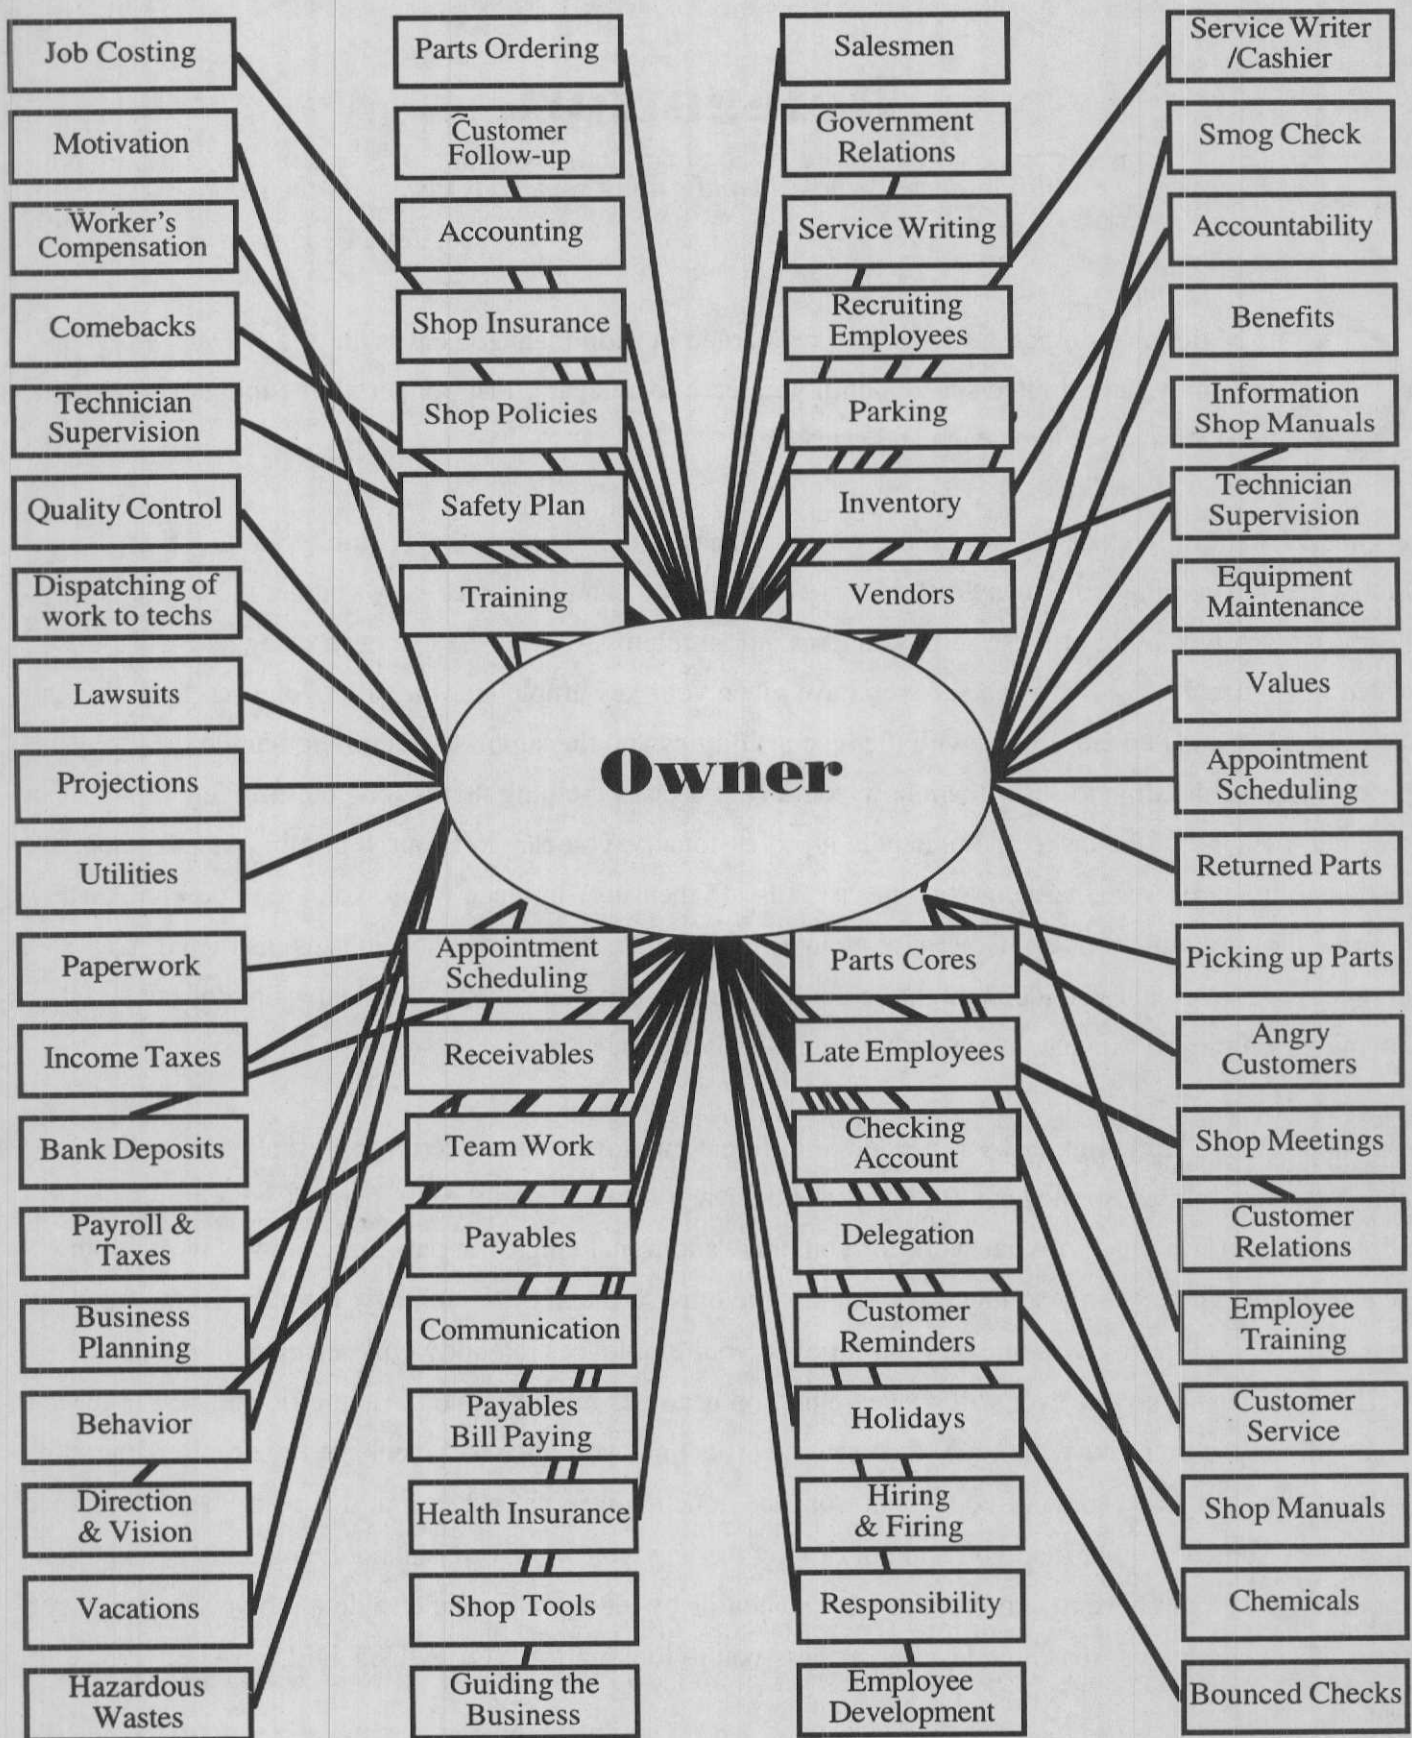 Job Costing
Motivation
Worker's
Compensation
Comebacks
Technician
Supervision
Quality Control
Dispatching of
work to techs
Lawsuits
Projections
Utilities
Paperwork
Income Taxes
Bank Deposits
Payroll &
Taxes
Business
Planning
Behavior
Direction
& Vision
Vacations
Hazardous
Wastes
Parts Ordering
Customer
Follow-up
Accounting
Shop Insurance
Shop Policies
Safety Plan
Training
Owner
Appointment
Scheduling
Receivables
Team Work
Payables
Communication
Payables
Bill Paying
Health Insurance
Shop Tools
Guiding the
Business
Salesmen
Government
Relations
Service Writing
Recruiting
Employees
Parking
Inventory
Vendors
Parts Cores
Late Employees
Checking
Account
Delegation
Customer
Reminders
Holidays
Hiring
& Firing
Responsibility
Employee
Development
Service Writer
/Cashier
Smog Check
Accountability
Benefits
Information
Shop Manuals
Technician
Supervision
Equipment
Maintenance
Values
Appointment
Scheduling
Returned Parts
Picking up Parts
Angry
Customers
Shop Meetings
Customer
Relations
Employee
Training
Customer
Service
Shop Manuals
Chemicals
Bounced Checks